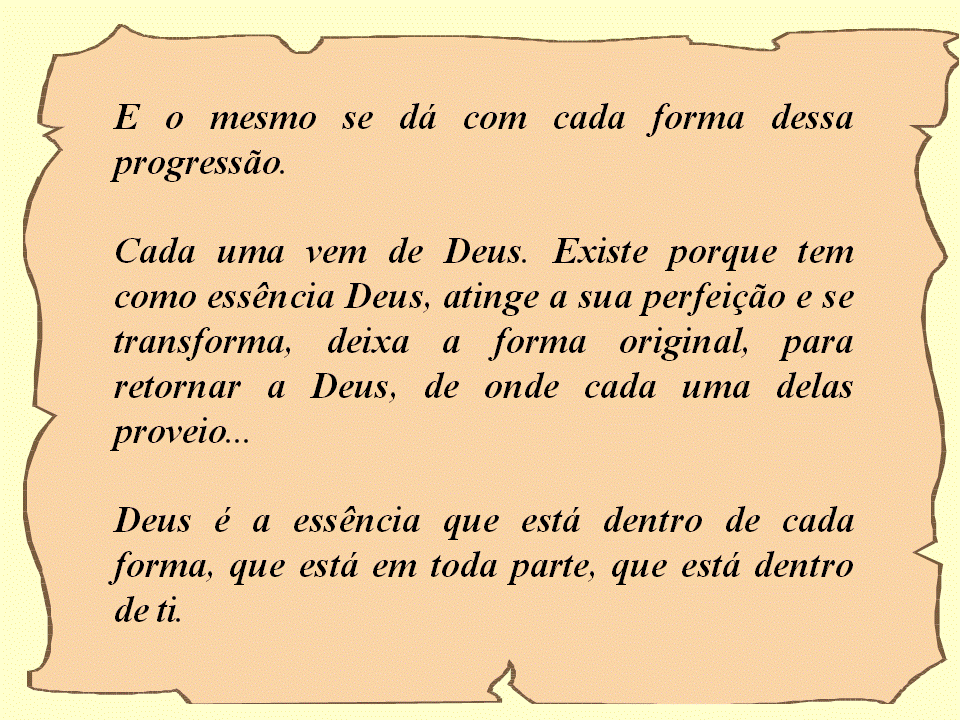 E o mesmo se dá com cada forma dessa
progressão.
Cada uma vem de Deus. Existe porque tem
como essência Deus, atinge a sua perfeição e se
transforma, deixa a forma original, para
retornar a Deus, de onde cada uma delas
proveio...
Deus é a essência que está dentro de cada
forma, que está em toda parte, que está dentro
de ti.